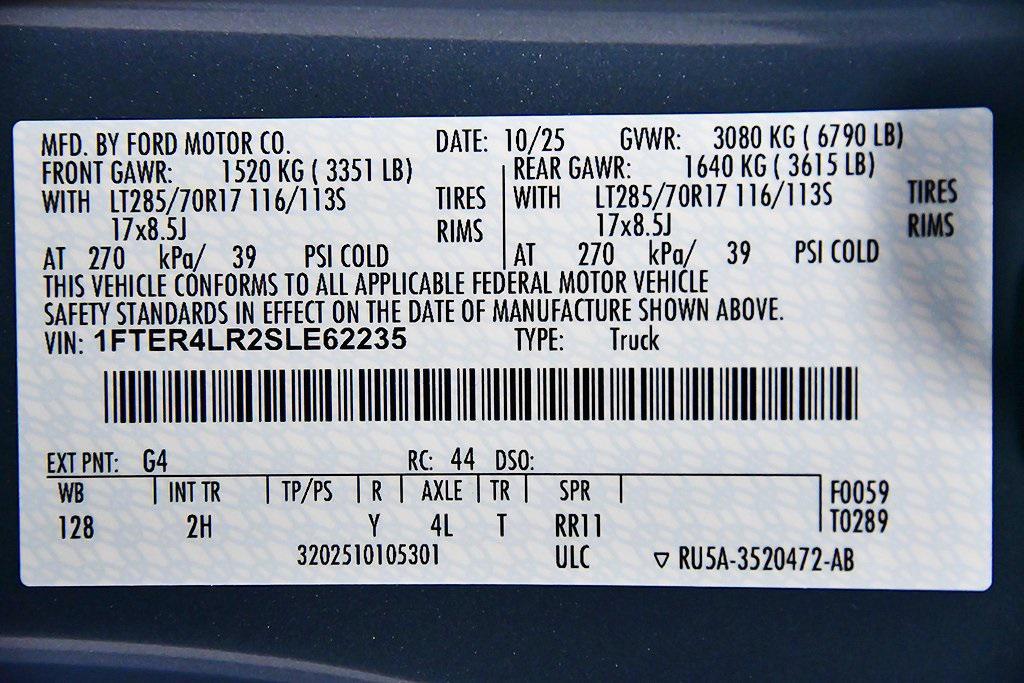 MFD. BY FORD MOTOR CO. DATE: 10/25 GVWR: 3080 KG ( 6790 LB)
FRONT GAWR: 1520 KG ( 3351 LB) REAR GAWR: 1640 KG ( 3615 LB)
WITH LT285/70R17 116/113S TIRES WITH LT285/70R17 116/113S TIRES
17x8.5J RIMS 17x8.5J RIMS
AT 270 kPa/ 39 PSI COLD AT 270 kPa/ 39 PSI COLD
THIS VEHICLE CONFORMS TO ALL APPLICABLE FEDERAL MOTOR VEHICLE
SAFETY STANDARDS IN EFFECT ON THE DATE OF MANUFACTURE SHOWN ABOVE.
VIN: 1FTER4LR2SLE62235 TYPE: Truck
EXT PNT: G4 RC: 44 DSO:
WB INT TR TP/PS R AXLE TR SPR F0059
128 2H Y 4L T RR11 T0289
3202510105301 ULC ▽ RU5A-3520472-AB